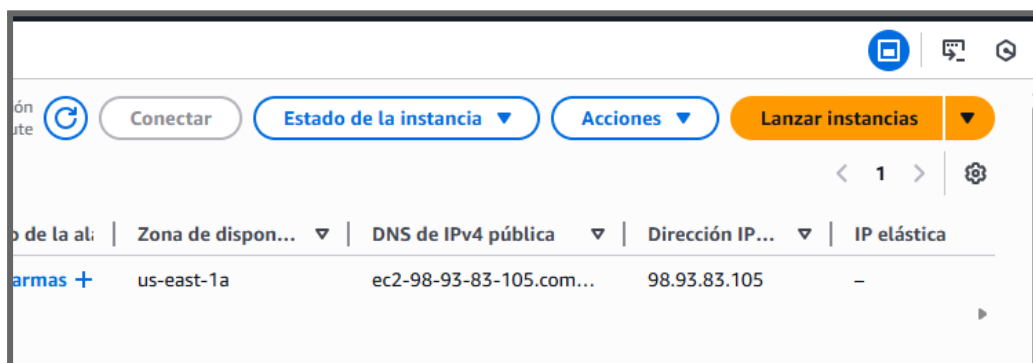 ón
ute
Conectar
Estado de la instancia
Acciones
Lanzar instancias
1
o de la al
Zona de dispon...
DNS de IPv4 pública
Dirección IP...
IP elástica
armas +
us-east-1a
ec2-98-93-83-105.com...
98.93.83.105
–